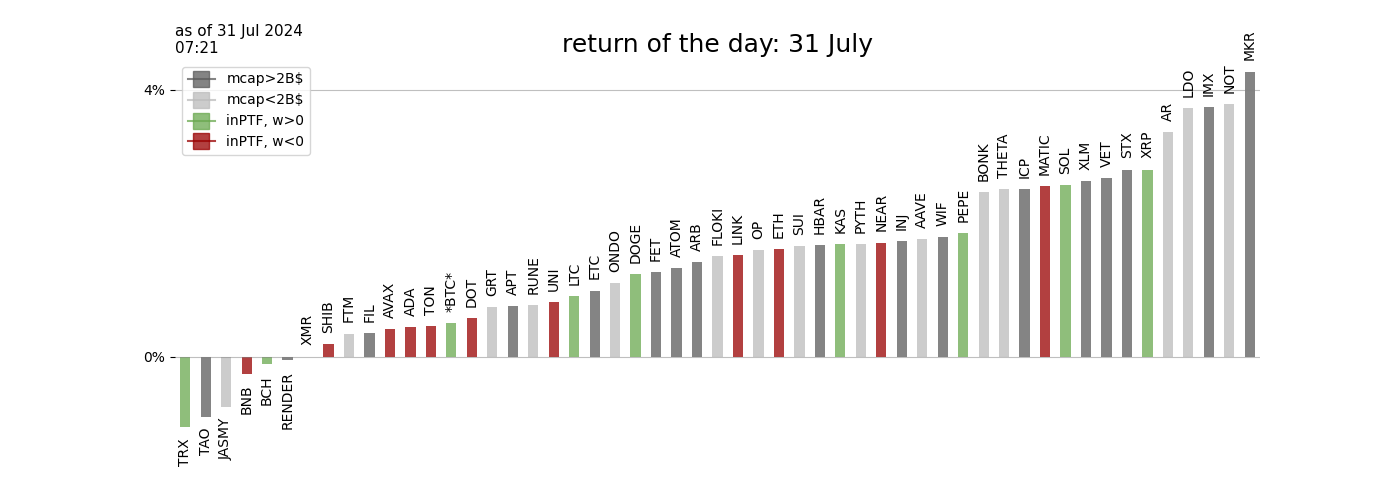 as of 31 Jul 2024
07:21
return of the day: 31 July
mcap>2B$
mcap<2B$
inPTF, w>0
inPTF, w<0
4%
0%
TRX
TAO
JASMY
BNB
BCH
RENDER
XMR
SHIB
FTM
FIL
AVAX
ADA
TON
*BTC*
DOT
GRT
APT
RUNE
UNI
LTC
ETC
ONDO
DOGE
FET
ATOM
ARB
FLOKI
LINK
OP
ETH
SUI
HBAR
KAS
PYTH
NEAR
INJ
AAVE
WIF
PEPE
BONK
THETA
ICP
MATIC
SOL
XLM
VET
STX
XRP
AR
LDO
IMX
NOT
MKR